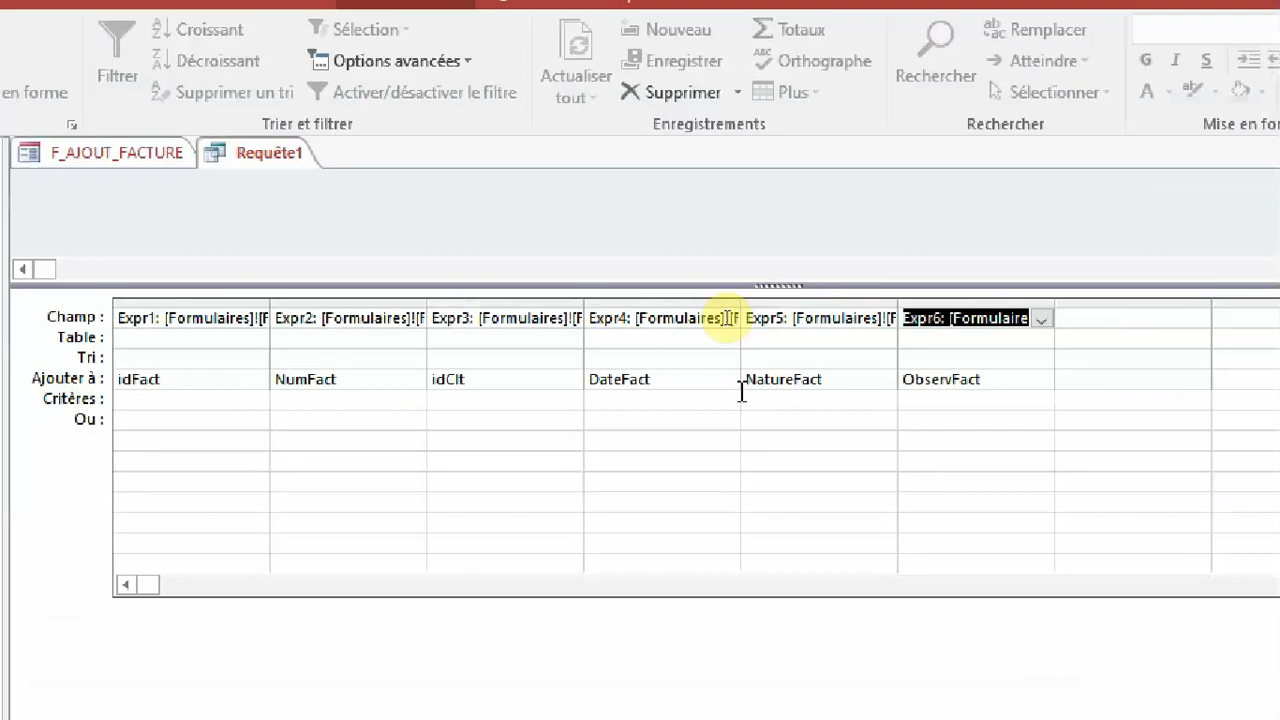 Croissant Sélection Nouveau Totaux Remplacer
Filtrer Décroissant Options avancées Actualiser tout Enregistrer Orthographe Rechercher Atteindre G I S
en forme Supprimer un tri Activer/désactiver le filtre Supprimer Plus Sélectionner A
Trier et filtrer Enregistrements Rechercher Mise en fo
F_AJOUT_FACTURE Requête1
Champ : Expr1: [Formulaires]![F Expr2: [Formulaires]![F Expr3: [Formulaires]![F Expr4: [Formulaires]![F Expr5: [Formulaires]![F Expr6: [Formulaire
Table :
Tri :
Ajouter à : idFact NumFact idClt DateFact NatureFact ObservFact
Critères :
Ou :